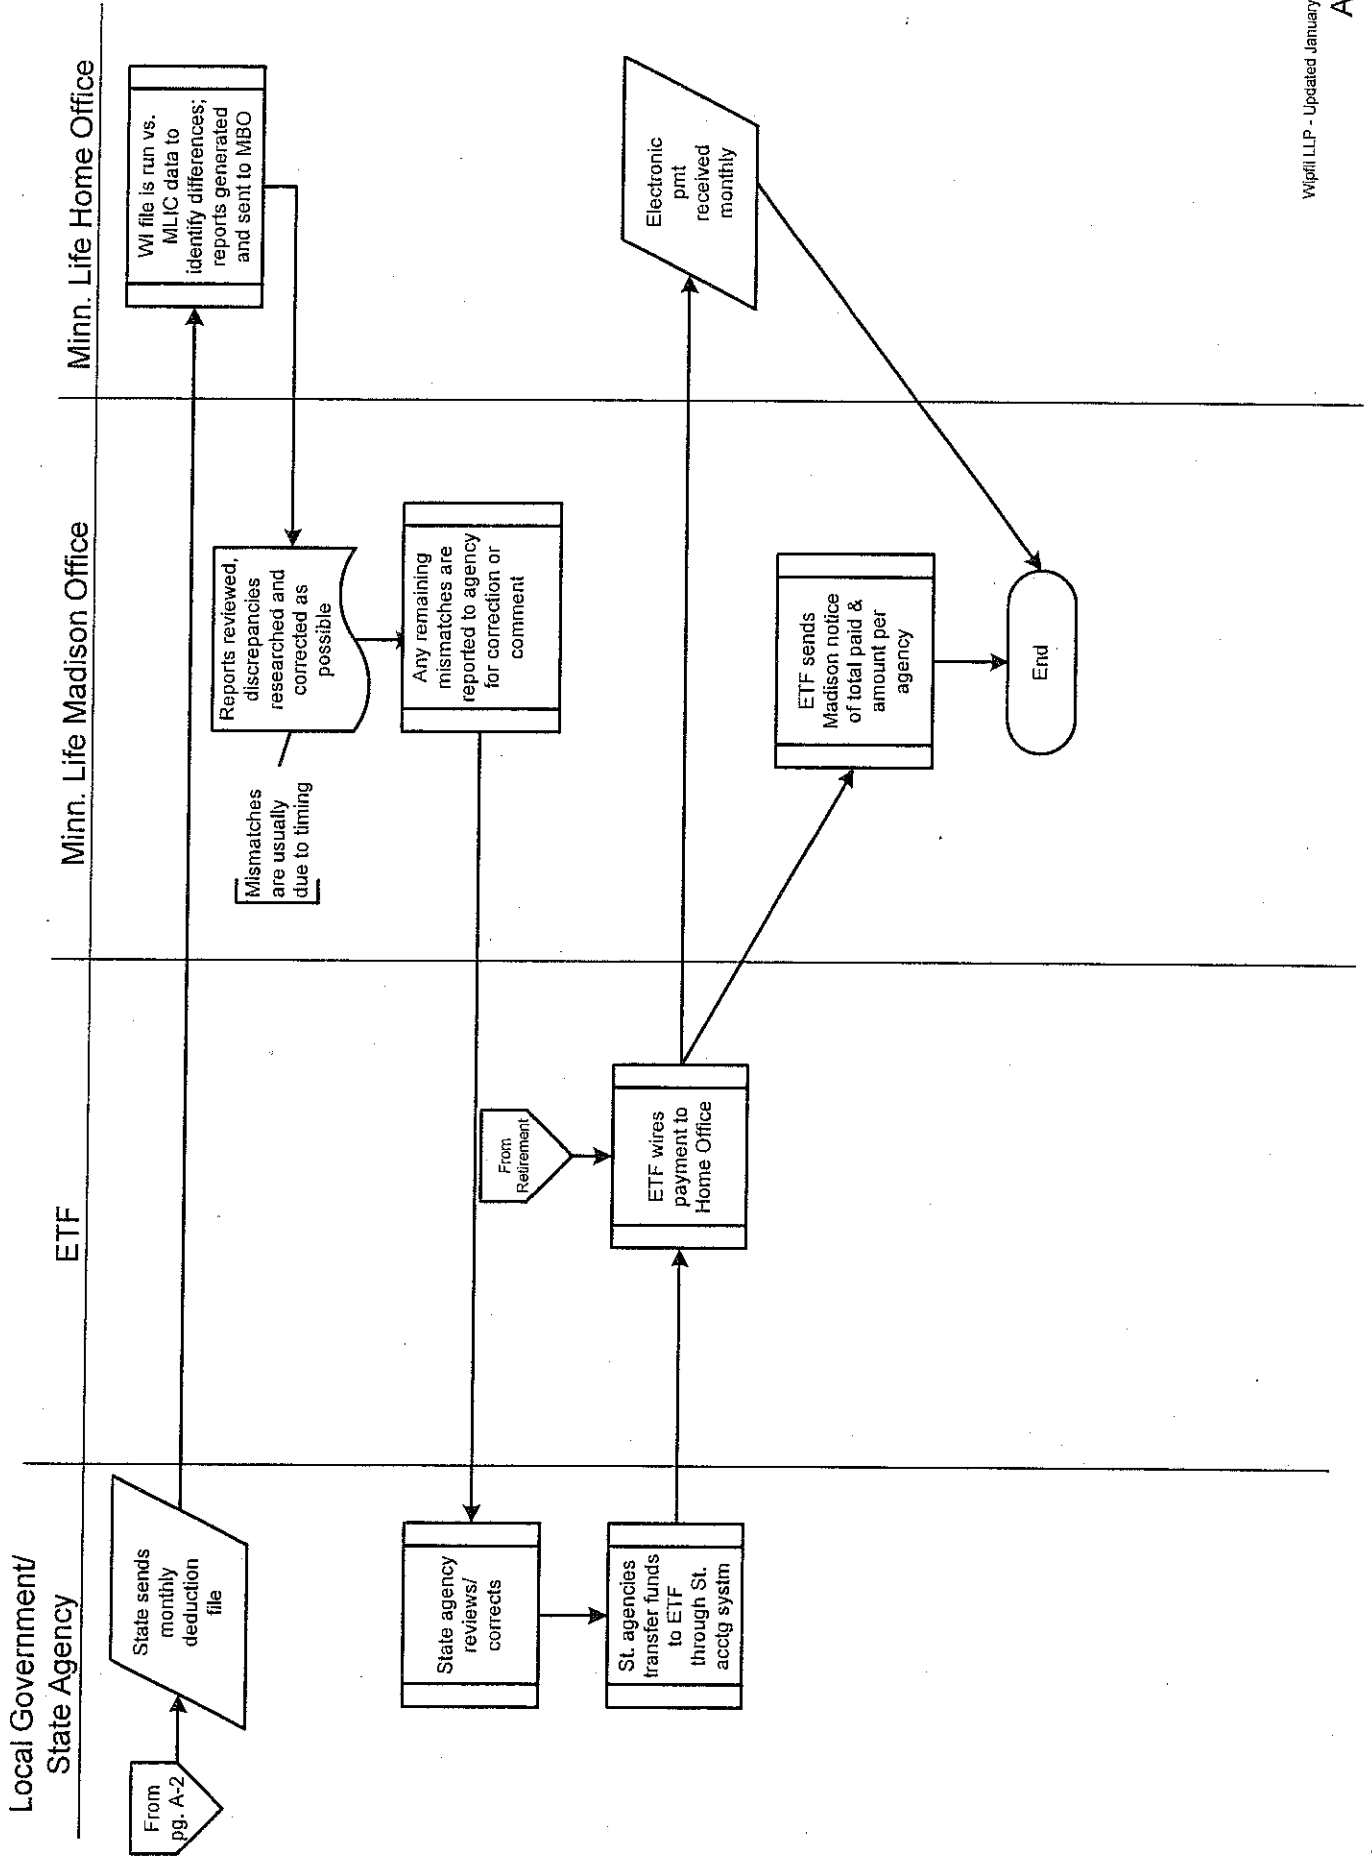 Local Government/
State Agency
ETF
Minn. Life Madison Office
Minn. Life Home Office
From
pg. A-2
State sends
monthly
deduction
file
WI file is run vs.
MLIC data to
identify differences;
reports generated
and sent to MBO
Reports reviewed,
discrepancies
researched and
corrected as
possible
Mismatches
are usually
due to timing
Any remaining
mismatches are
reported to agency
for correction or
comment
State agency
reviews/
corrects
St. agencies
transfer funds
to ETF
through St.
acctg systm
From
Retirement
ETF wires
payment to
Home Office
Electronic
pmt
received
monthly
ETF sends
Madison notice
of total paid &
amount per
agency
End
Wipfli LLP - Updated January
A